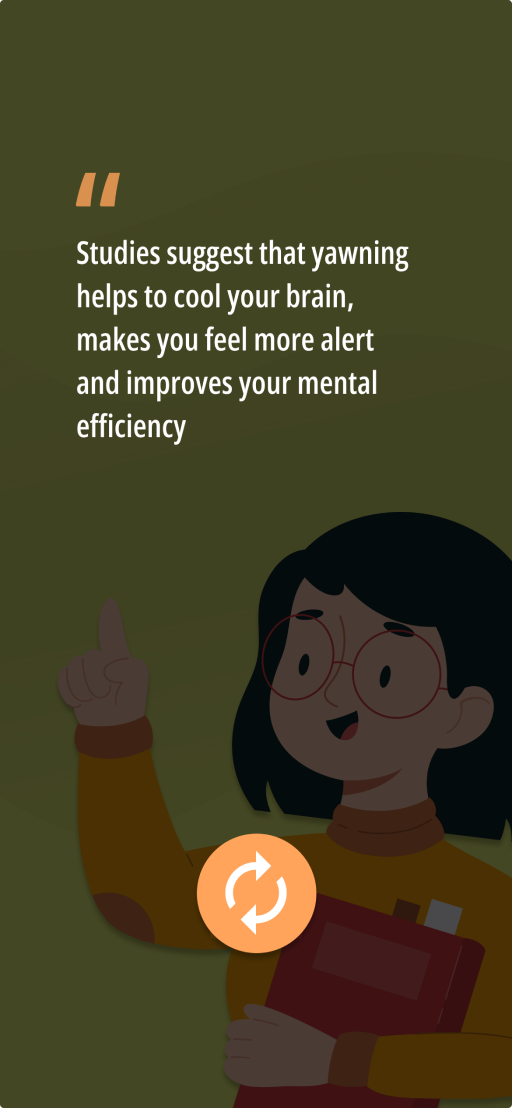 “
Studies suggest that yawning
helps to cool your brain,
makes you feel more alert
and improves your mental
efficiency